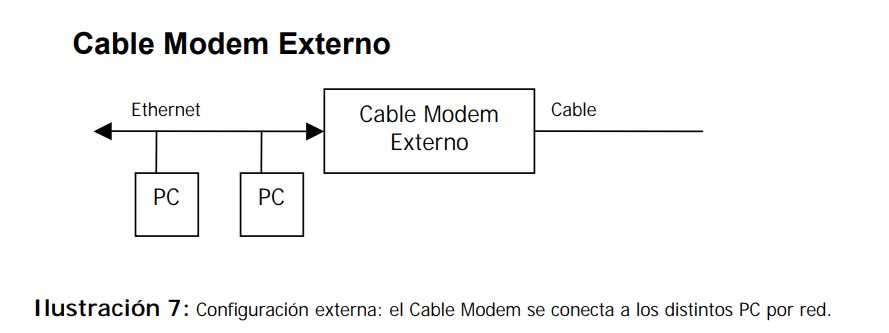 Cable Modem Externo
Ethernet
Cable Modem
Externo
Cable
PC
PC
Ilustración 7: Configuración externa: el Cable Modem se conecta a los distintos PC por red.